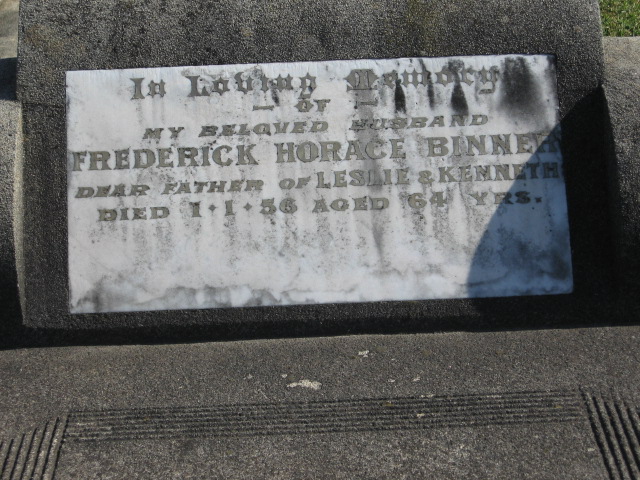 In Loving Memory
— OF —
MY BELOVED HUSBAND
FREDERICK HORACE BINNER
DEAR FATHER OF LESLIE & KENNETH
DIED 1·1·56 AGED 64 YRS.